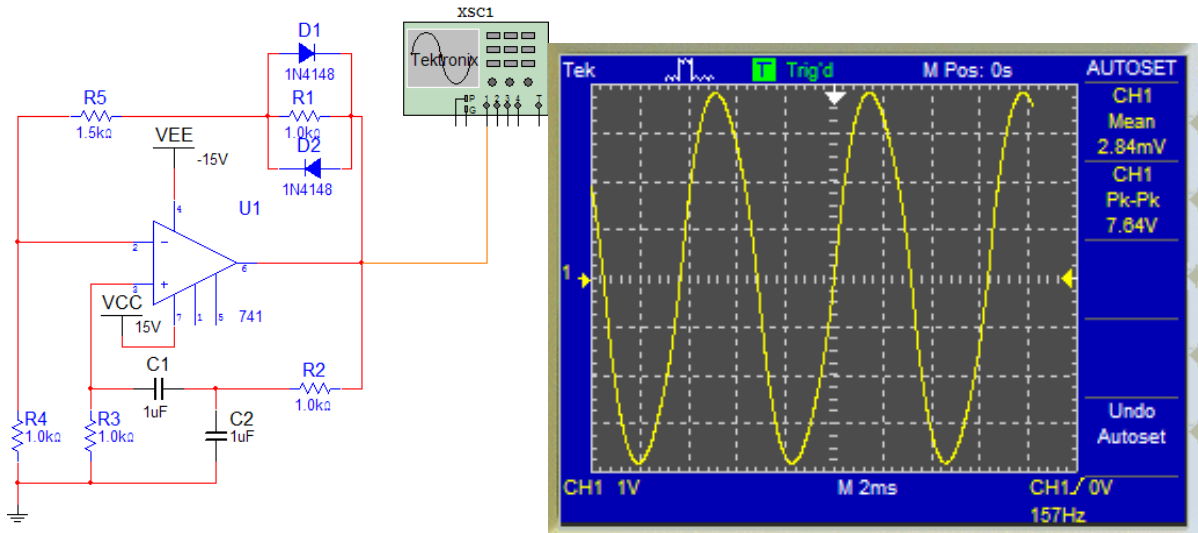 XSC1
Tektronix
P
G
1 2 3 4
T
D1
1N4148
R5
1.5kΩ
R1
1.0kΩ
D2
1N4148
VEE
-15V
4
U1
2
6
3
VCC
15V
7
1
5
741
C1
1uF
R2
1.0kΩ
C2
1uF
R4
1.0kΩ
R3
1.0kΩ
Tek
T Trig'd
M Pos: 0s
AUTOSET
CH1
Mean
2.84mV
CH1
Pk-Pk
7.64V
1
Undo
Autoset
CH1 1V
M 2ms
CH1 0V
157Hz